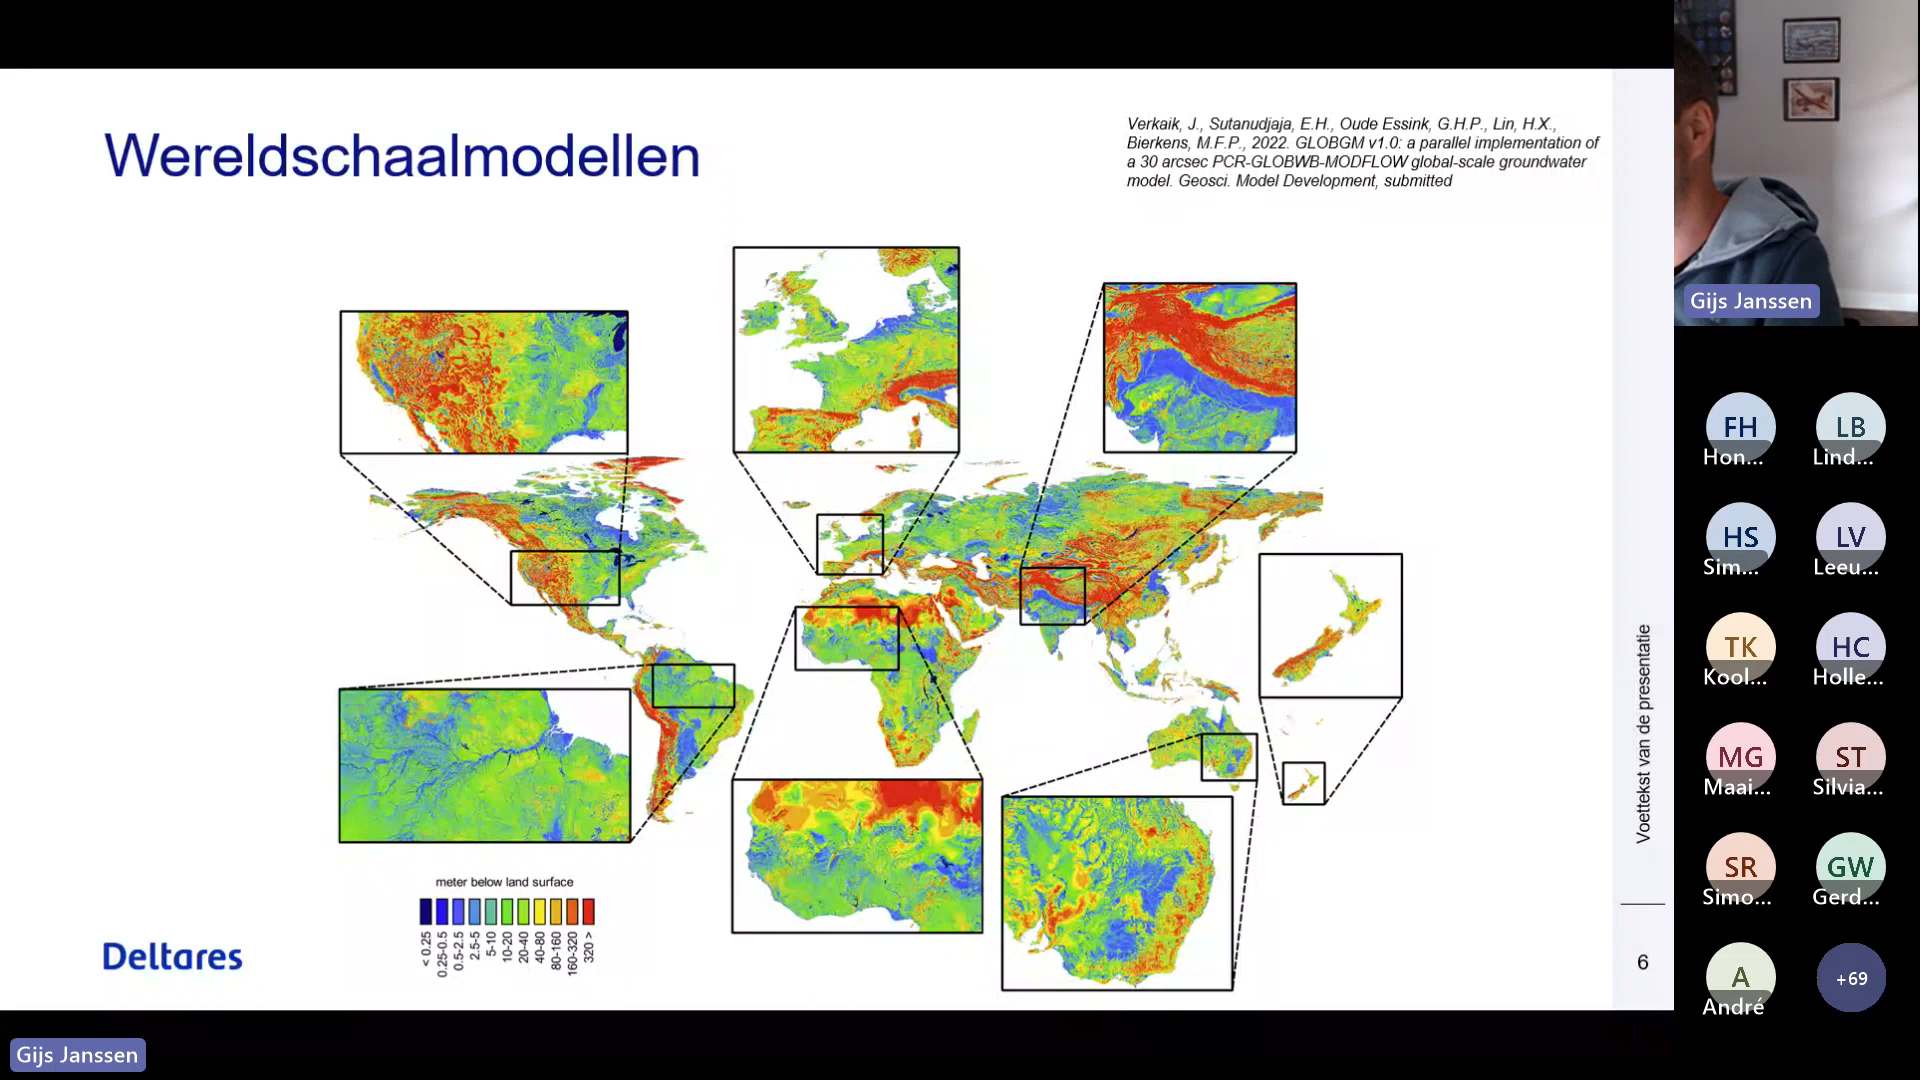 Wereldschaalmodellen
Verkaik, J., Sutanudjaja, E.H., Oude Essink, G.H.P., Lin, H.X.,
Bierkens, M.F.P., 2022. GLOBGM v1.0: a parallel implementation of
a 30 arcsec PCR-GLOBWB-MODFLOW global-scale groundwater
model. Geosci. Model Development, submitted
meter below land surface
< 0.25
0.25-0.5
0.5-2.5
2.5-5
5-10
10-20
20-40
40-80
80-160
160-320
320 >
Deltares
Voettekst van de presentatie
6
Gijs Janssen
Gijs Janssen
FH
Hon...
LB
Lind...
HS
Sim...
LV
Leeu...
TK
Kool...
HC
Holle...
MG
Maai...
ST
Silvia...
SR
Simo...
GW
Gerd...
A
André
+69